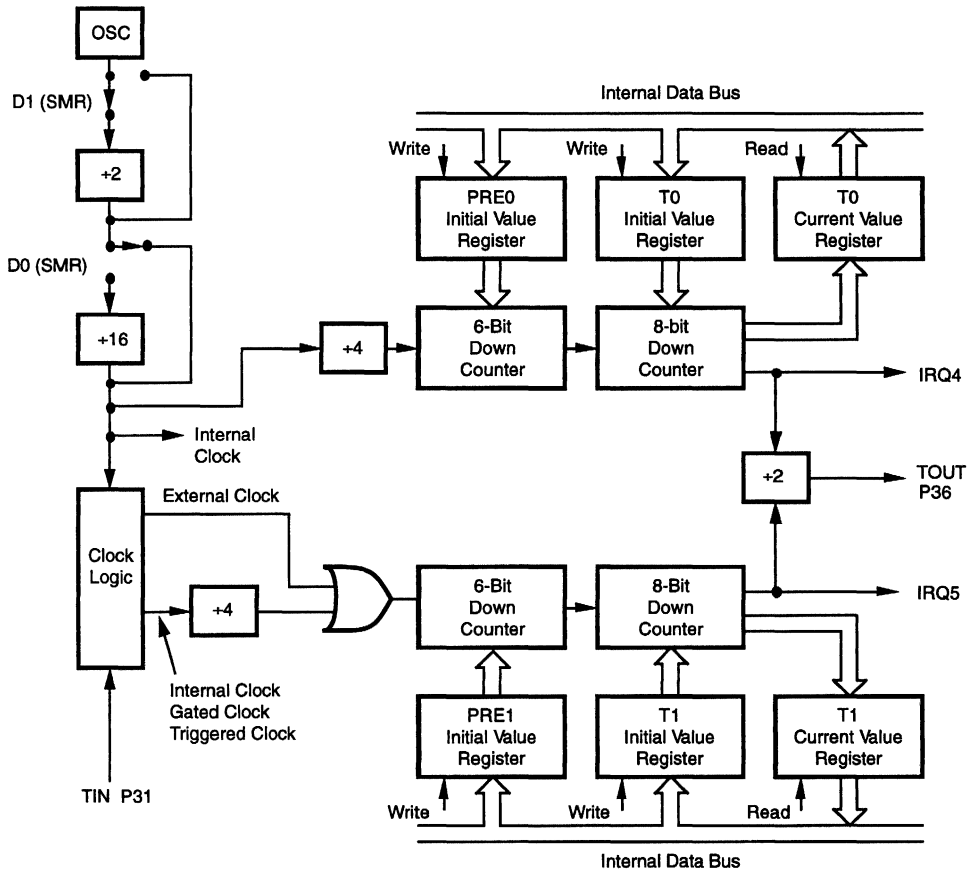 OSC
D1 (SMR)
÷2
D0 (SMR)
÷16
Internal Data Bus
Write
Write
Read
PRE0
Initial Value
Register
T0
Initial Value
Register
T0
Current Value
Register
÷4
6-Bit
Down
Counter
8-bit
Down
Counter
IRQ4
Internal
Clock
÷2
TOUT
P36
External Clock
Clock
Logic
÷4
6-Bit
Down
Counter
8-Bit
Down
Counter
IRQ5
Internal Clock
Gated Clock
Triggered Clock
PRE1
Initial Value
Register
T1
Initial Value
Register
T1
Current Value
Register
TIN P31
Write
Write
Read
Internal Data Bus